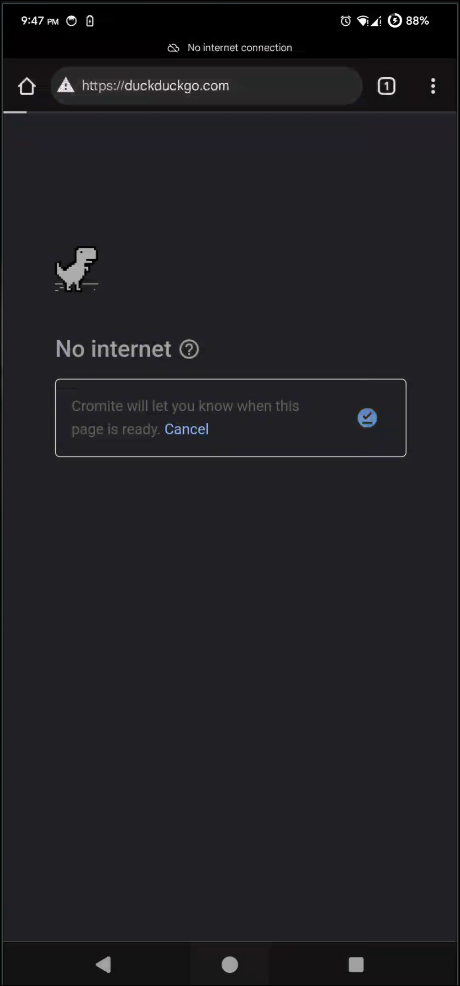 9:47 PM
88%
No internet connection
1
https://duckduckgo.com
No internet
Cromite will let you know when this
page is ready. Cancel